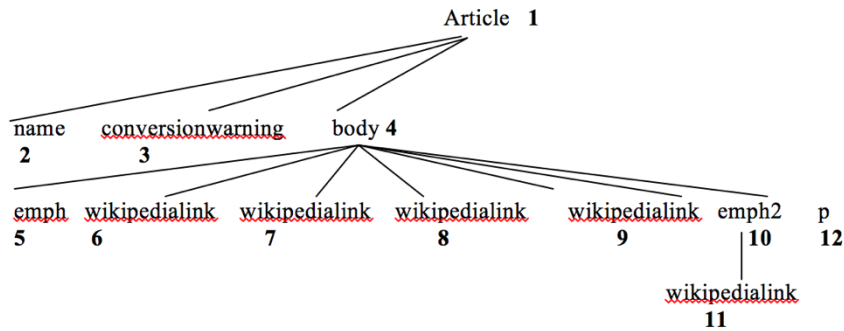 Article 1
name conversionwarning body 4
2 3
emph wikipedialink wikipedialink wikipedialink wikipedialink emph2 p
5 6 7 8 9 10 12
wikipedialink
11